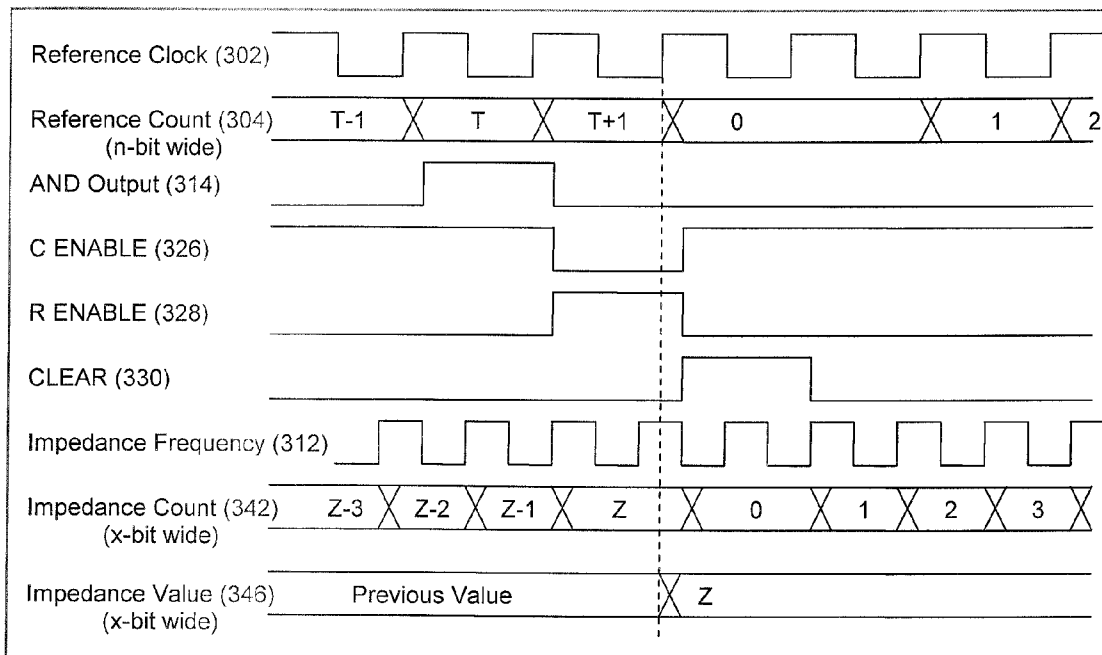 Reference Clock (302)
Reference Count (304)
(n-bit wide)
T-1 T T+1 0 1 2
AND Output (314)
C ENABLE (326)
R ENABLE (328)
CLEAR (330)
Impedance Frequency (312)
Impedance Count (342)
(x-bit wide)
Z-3 Z-2 Z-1 Z 0 1 2 3
Impedance Value (346)
(x-bit wide)
Previous Value Z